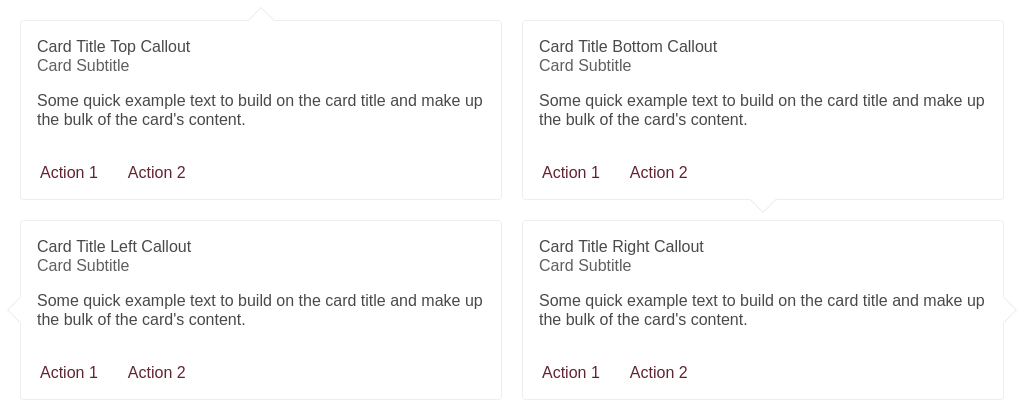 Card Title Top Callout
Card Subtitle
Some quick example text to build on the card title and make up
the bulk of the card's content.
Action 1 Action 2
Card Title Bottom Callout
Card Subtitle
Some quick example text to build on the card title and make up
the bulk of the card's content.
Action 1 Action 2
Card Title Left Callout
Card Subtitle
Some quick example text to build on the card title and make up
the bulk of the card's content.
Action 1 Action 2
Card Title Right Callout
Card Subtitle
Some quick example text to build on the card title and make up
the bulk of the card's content.
Action 1 Action 2